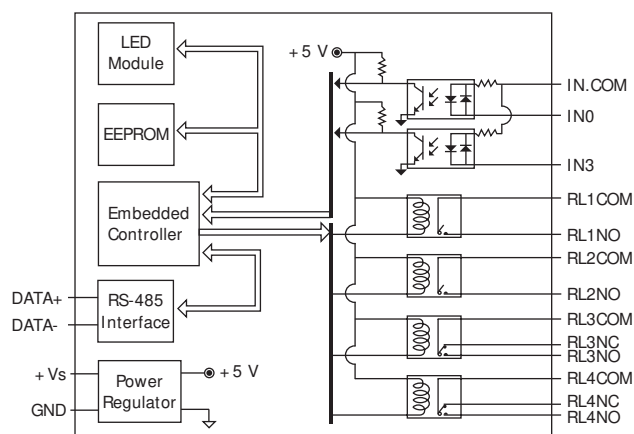 LED
Module
EEPROM
Embedded
Controller
RS-485
Interface
Power
Regulator
DATA+
DATA-
+Vs
GND
+5 V
+5 V
IN.COM
IN0
IN3
RL1COM
RL1NO
RL2COM
RL2NO
RL3COM
RL3NC
RL3NO
RL4COM
RL4NC
RL4NO